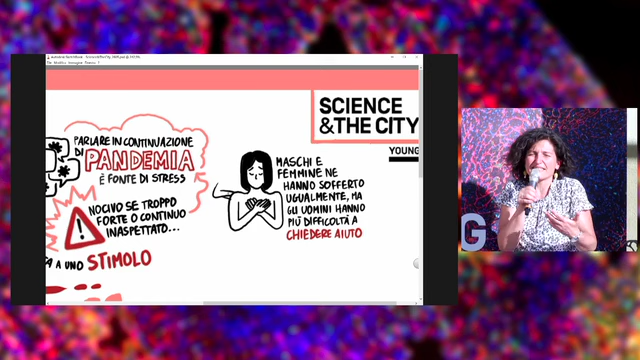 SCIENCE
&THE CITY
YOUNG
PARLARE IN CONTINUAZIONE
DI PANDEMIA
È FONTE DI STRESS
NOCIVO SE TROPPO
FORTE O CONTINUO
INASPETTATO...
A UNO STIMOLO
MASCHI E
FEMMINE NE
HANNO SOFFERTO
UGUALMENTE, MA
GLI UOMINI HANNO
PIÙ DIFFICOLTÀ A
CHIEDERE AIUTO
G